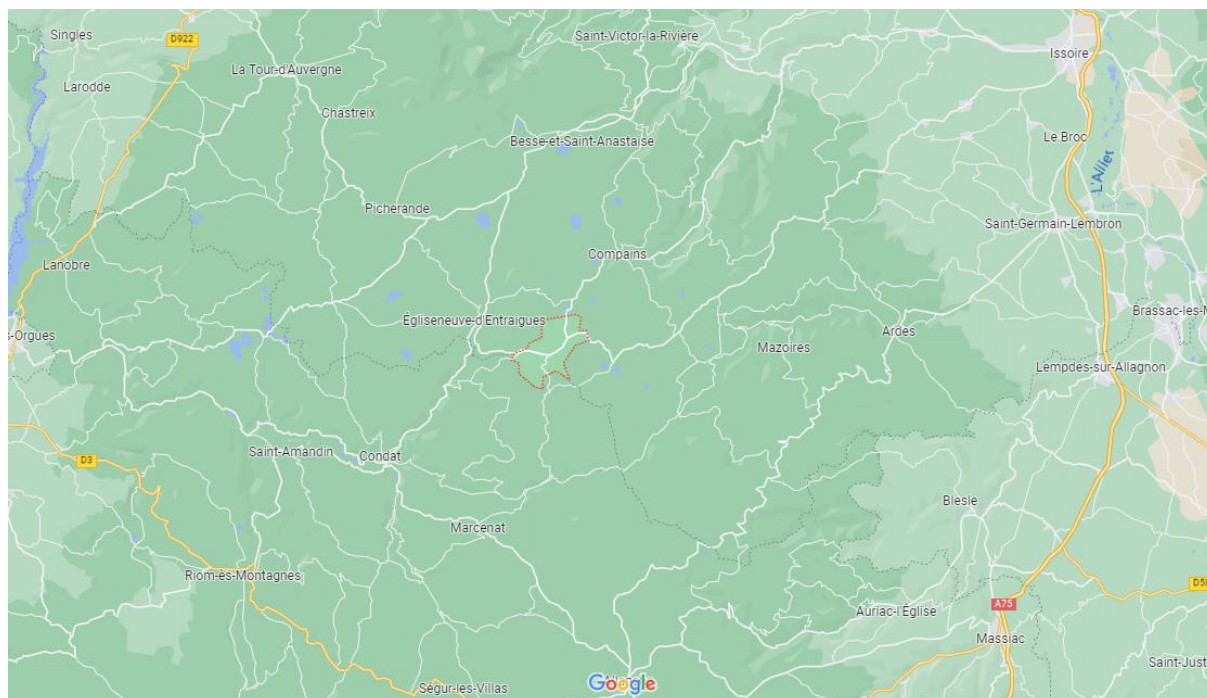 Singles
D922
Saint-Victor-la-Rivière
Issoire
La Tour-d'Auvergne
Larodde
Chastreix
Besse-et-Saint-Anastaise
Le Broc
L'Allier
Picherande
Saint-Germain-Lembron
Compains
Lanobre
Égliseneuve-d'Entraigues
Brassac-les-M
s-Orgues
Ardes
Mazoires
Lempdes-sur-Allagnon
Saint-Amandin
Condat
D3
Blesle
Marcenat
Riom-ès-Montagnes
D58
A75
Auriac-l'Église
Massiac
Saint-Just
Google
Ségur-les-Villas